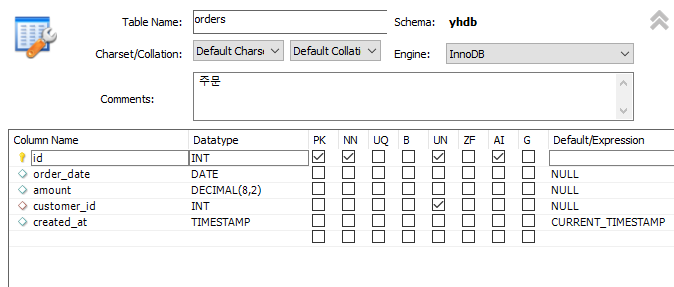 Table Name: orders Schema: yhdb
Charset/Collation: Default Charse Default Collati Engine: InnoDB
Comments: 주문
Column Name Datatype PK NN UQ B UN ZF AI G Default/Expression
id INT
order_date DATE NULL
amount DECIMAL(8,2) NULL
customer_id INT NULL
created_at TIMESTAMP CURRENT_TIMESTAMP